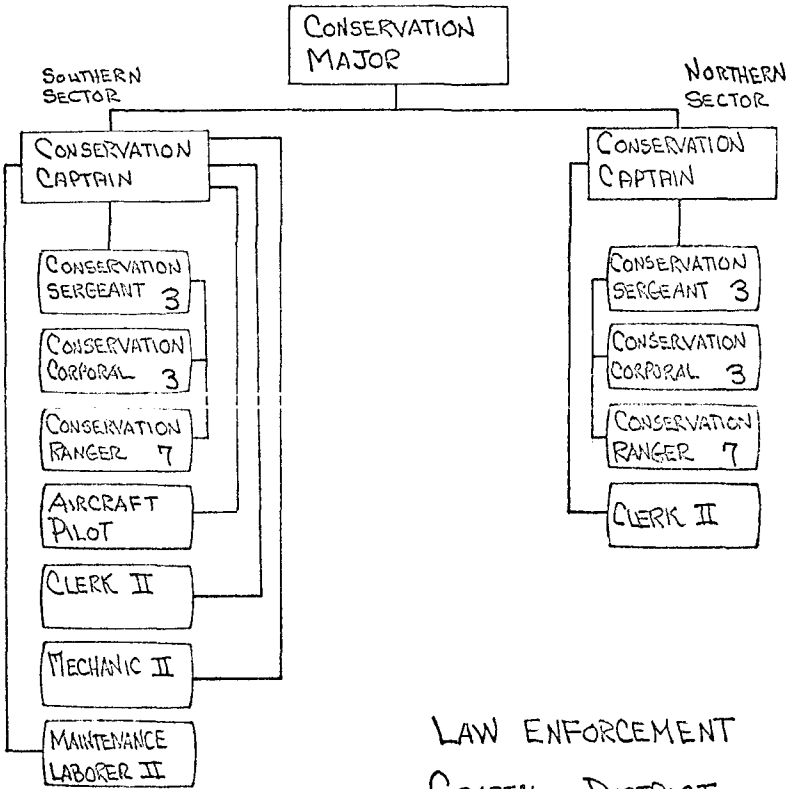 CONSERVATION
MAJOR
SOUTHERN
SECTOR
NORTHERN
SECTOR
CONSERVATION
CAPTAIN
CONSERVATION
SERGEANT 3
CONSERVATION
CORPORAL 3
CONSERVATION
RANGER 7
AIRCRAFT
PILOT
CLERK II
MECHANIC II
MAINTENANCE
LABORER II
CONSERVATION
CAPTAIN
CONSERVATION
SERGEANT 3
CONSERVATION
CORPORAL 3
CONSERVATION
RANGER 7
CLERK II
LAW ENFORCEMENT
DISTRICT